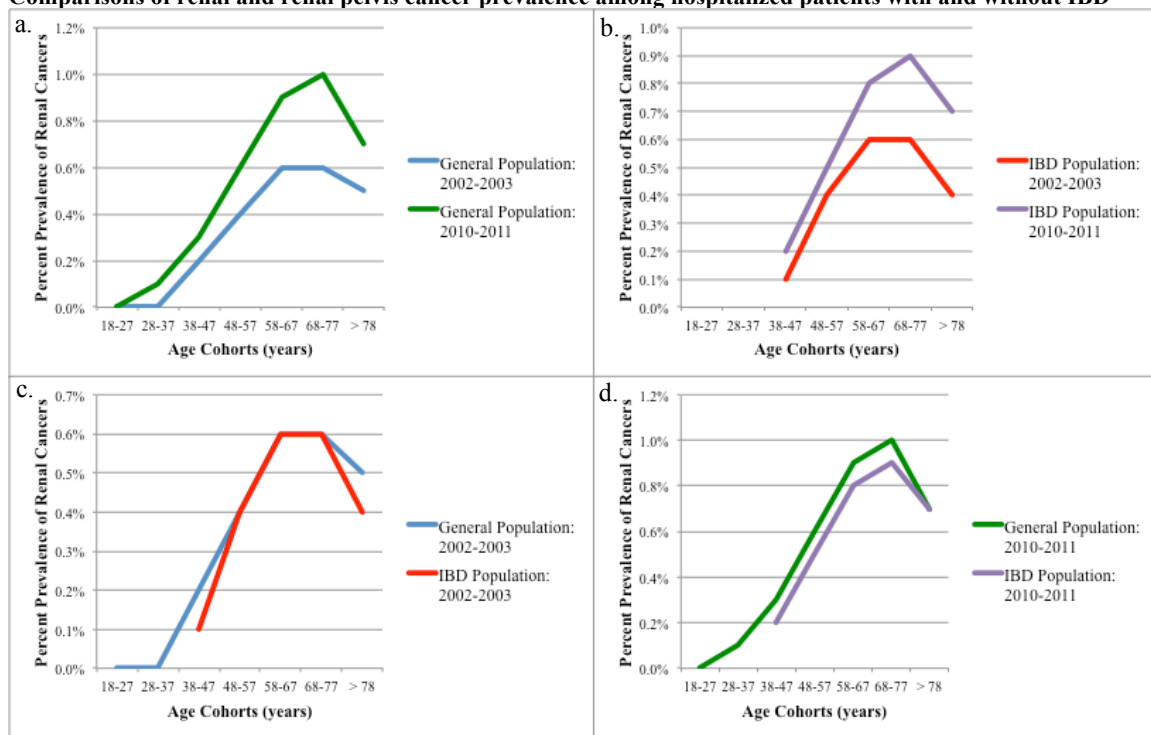 Comparisons of renal and renal pelvis cancer prevalence among hospitalized patients with and without IBD
a.
Percent Prevalence of Renal Cancers
1.2%
1.0%
0.8%
0.6%
0.4%
0.2%
0.0%
18-27 28-37 38-47 48-57 58-67 68-77 > 78
Age Cohorts (years)
General Population:
2002-2003
General Population:
2010-2011
b.
Percent Prevalence of Renal Cancers
1.0%
0.9%
0.8%
0.7%
0.6%
0.5%
0.4%
0.3%
0.2%
0.1%
0.0%
18-27 28-37 38-47 48-57 58-67 68-77 > 78
Age Cohorts (years)
IBD Population:
2002-2003
IBD Population:
2010-2011
c.
Percent Prevalence of Renal Cancers
0.7%
0.6%
0.5%
0.4%
0.3%
0.2%
0.1%
0.0%
18-27 28-37 38-47 48-57 58-67 68-77 > 78
Age Cohorts (years)
General Population:
2002-2003
IBD Population:
2002-2003
d.
Percent Prevalence of Renal Cancers
1.2%
1.0%
0.8%
0.6%
0.4%
0.2%
0.0%
18-27 28-37 38-47 48-57 58-67 68-77 > 78
Age Cohorts (years)
General Population:
2010-2011
IBD Population:
2010-2011